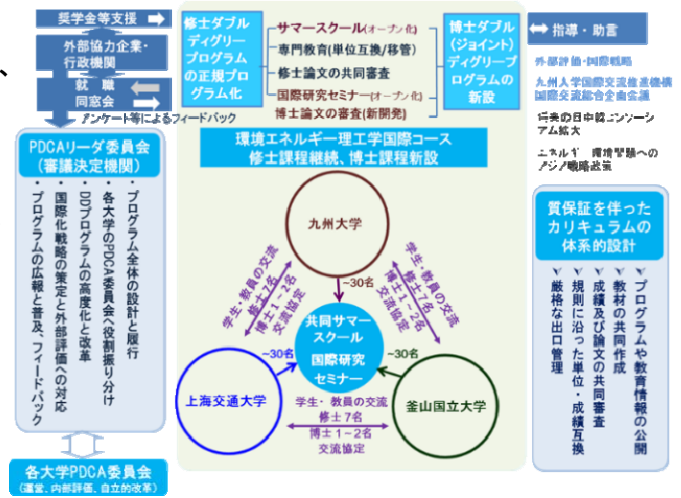 奨学金等支援
外部協力企業・
行政機関
就 職
同窓会
アンケート等によるフィードバック
、
PDCAリーダ委員会
(審議決定機関)
・プログラム全体の設計と履行
・各大学のPDCA委員会へ役割振り分け
・DDプログラムの高度化と改革
・国際化戦略の策定と外部評価への対応
・プログラムの広報と普及、フィードバック
各大学PDCA委員会
(運営、内部評価、自立的改革)
修士ダブル
ディグリー
プログラム
の正規プロ
グラム化
サマースクール(オープン化)
専門教育(単位互換/移管)
修士論文の共同審査
国際研究セミナー(オープン化)
博士論文の審査(新開発)
博士ダブル
(ジョイント)
ディグリープ
ログラムの
新設
環境エネルギー理工学国際コース
修士課程継続、博士課程新設
九州大学
学生・教員の交流
修士7名
博士1~2名
交流協定
~30名
学生・教員の交流
修士7名
博士1~2名
交流協定
共同サマー
スクール
国際研究
セミナー
~30名
~30名
上海交通大学
釜山国立大学
学生・教員の交流
修士7名
博士1~2名
交流協定
指導・助言
外部評価・国際戦略
九州大学国際交流推進機構
国際交流総合企画会議
将来の日中韓コンソーシ
アム拡大
エネルギー環境問題への
アジア戦略政策
質保証を伴った
カリキュラムの
体系的設計
プログラムや教育情報の公開
教材の共同作成
成績及び論文の共同審査
規則に沿った単位・成績互換
厳格な出口管理